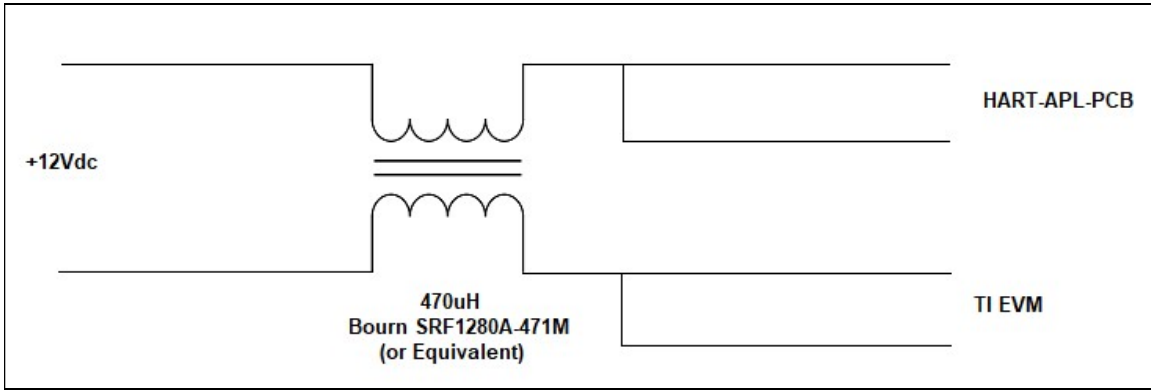 HART-APL-PCB
+12Vdc
470uH
Bourn SRF1280A-471M
(or Equivalent)
TI EVM